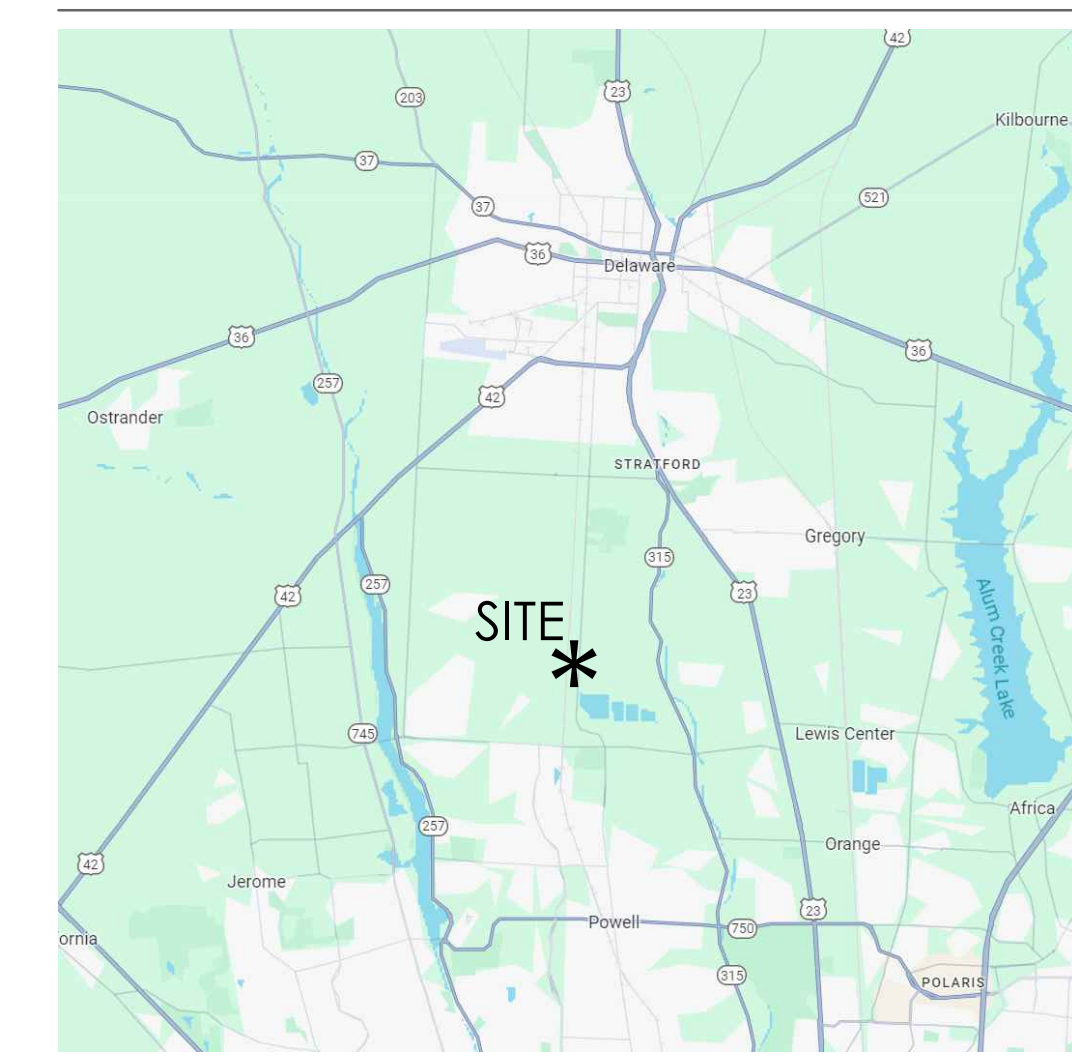 42
23
203
Kilbourne
37
521
37
36
Delaware
36
36
257
42
Ostrander
STRATFORD
Gregory
315
257
42
23
Alum Creek Lake
SITE
*
745
Lewis Center
Africa
257
Orange
42
Jerome
23
Powell
750
ornia
315
POLARIS